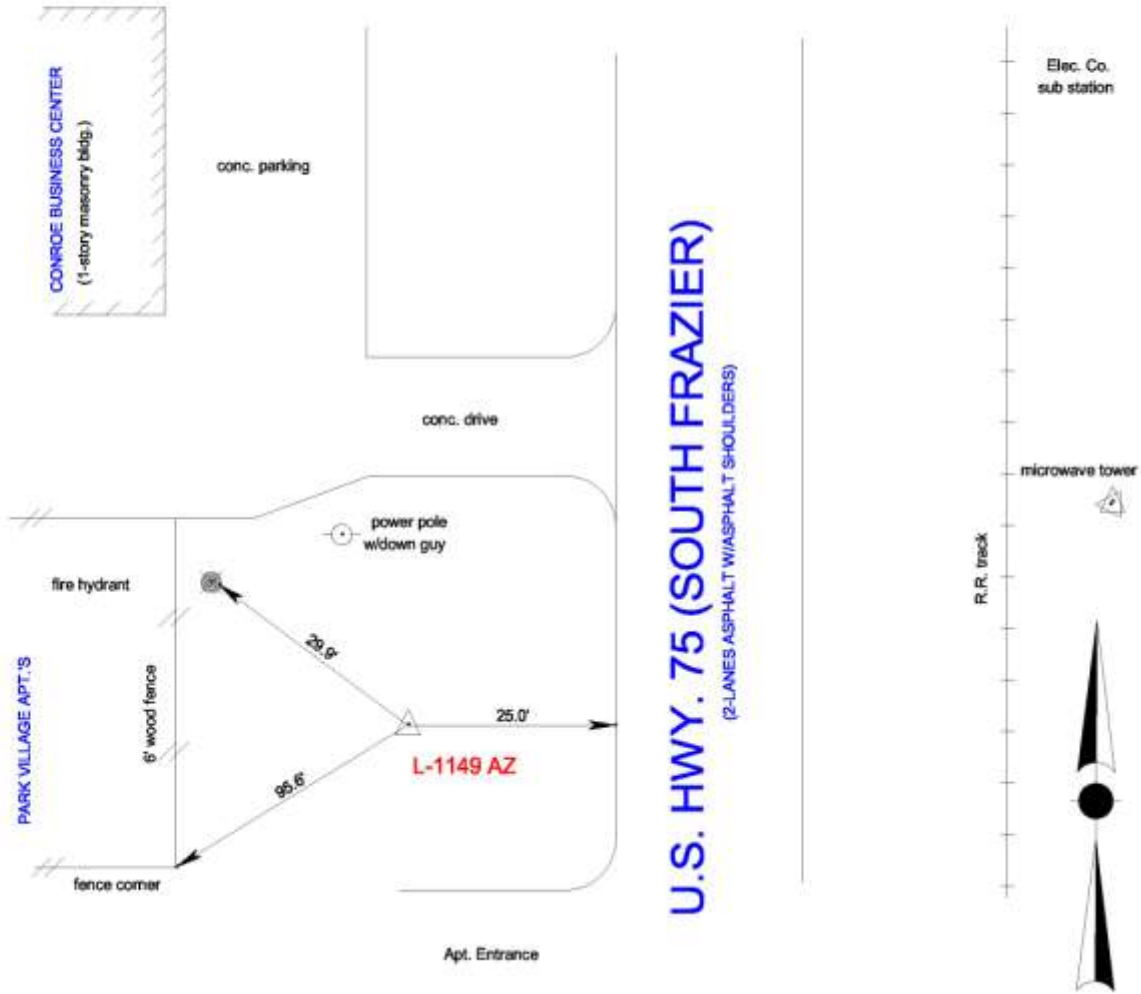 CONROE BUSINESS CENTER
(1-story masonry bldg.)
conc. parking
Elec. Co.
sub station
U.S. HWY. 75 (SOUTH FRAZIER)
(2-LANES ASPHALT W/ASPHALT SHOULDERS)
conc. drive
microwave tower
power pole
w/down guy
R.R. track
fire hydrant
29.9'
PARK VILLAGE APT.'S
6' wood fence
25.0'
L-1149 AZ
95.6'
fence corner
Apt. Entrance